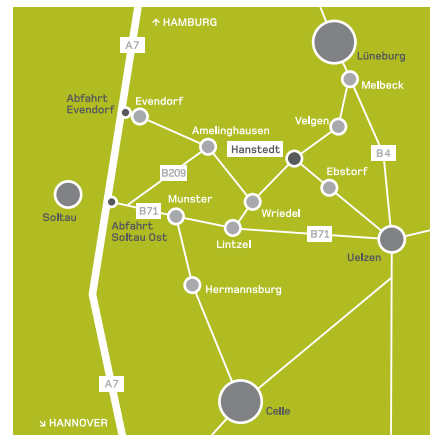 ↗ HAMBURG
A7
Lüneburg
Melbeck
Abfahrt
Evendorf
Evendorf
Velgen
Amelinghausen
Hanstedt
B4
B209
Ebstorf
Soltau
Munster
B71
Wriedel
Abfahrt
Soltau Ost
Lintzel
B71
Uelzen
Hermannsburg
A7
Celle
↘ HANNOVER